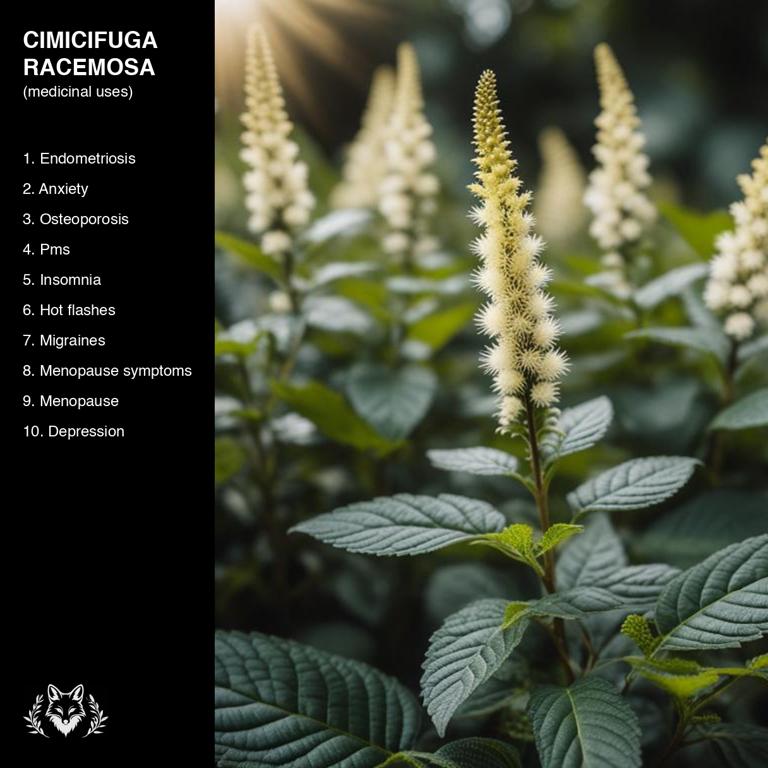 CIMICIFUGA
RACEMOSA
(medicinal uses)
1. Endometriosis
2. Anxiety
3. Osteoporosis
4. Pms
5. Insomnia
6. Hot flashes
7. Migraines
8. Menopause symptoms
9. Menopause
10. Depression